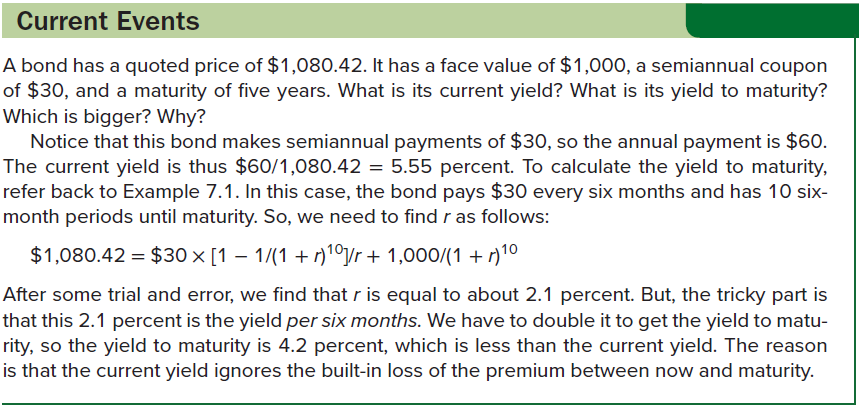 Current Events
A bond has a quoted price of $1,080.42. It has a face value of $1,000, a semiannual coupon
of $30, and a maturity of five years. What is its current yield? What is its yield to maturity?
Which is bigger? Why?
Notice that this bond makes semiannual payments of $30, so the annual payment is $60.
The current yield is thus $60/1,080.42 = 5.55 percent. To calculate the yield to maturity,
refer back to Example 7.1. In this case, the bond pays $30 every six months and has 10 six-
month periods until maturity. So, we need to find r as follows:
$1,080.42 = $30 × [1 – 1/(1 + r)¹⁰]/r + 1,000/(1 + r)¹⁰
After some trial and error, we find that r is equal to about 2.1 percent. But, the tricky part is
that this 2.1 percent is the yield per six months. We have to double it to get the yield to matu-
rity, so the yield to maturity is 4.2 percent, which is less than the current yield. The reason
is that the current yield ignores the built-in loss of the premium between now and maturity.